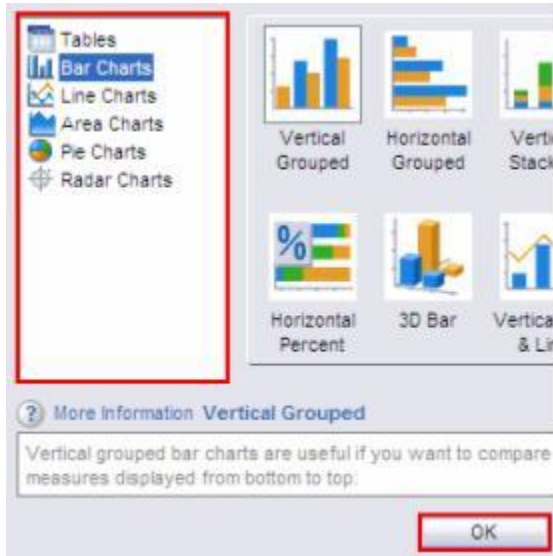 Tables
Bar Charts
Line Charts
Area Charts
Pie Charts
Radar Charts
Vertical
Grouped
Horizontal
Grouped
%
Horizontal
Percent
3D Bar
? More Information Vertical Grouped
Vertical grouped bar charts are useful if you want to compare
measures displayed from bottom to top.
OK